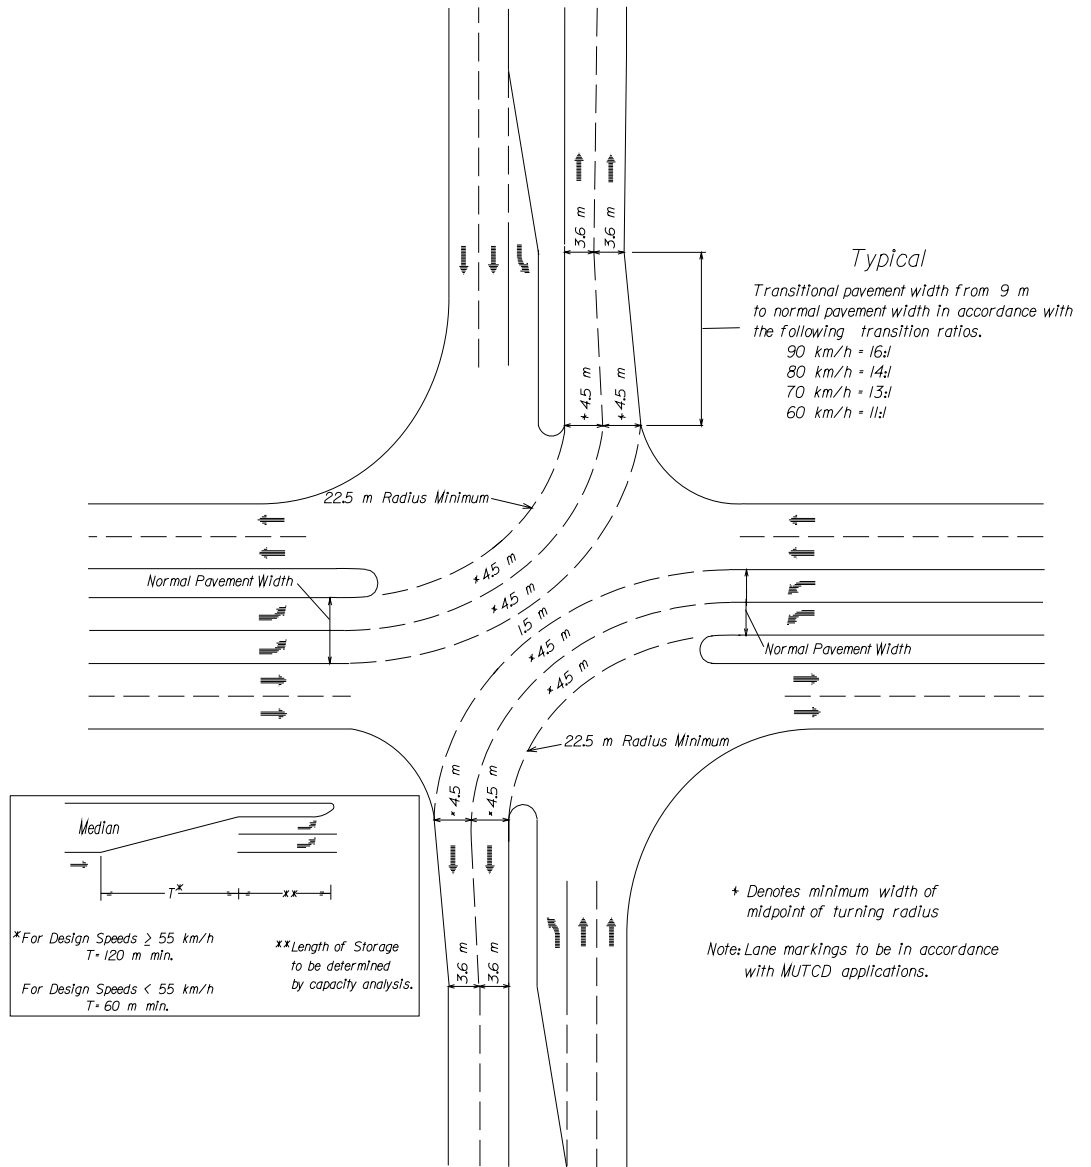 3.6 m
3.6 m
Typical
Transitional pavement width from 9 m
to normal pavement width in accordance with
the following transition ratios.
90 km/h = 16:1
80 km/h = 14:1
70 km/h = 13:1
60 km/h = 11:1
+ 4.5 m
+ 4.5 m
22.5 m Radius Minimum
Normal Pavement Width
* 4.5 m
* 4.5 m
1.5 m
* 4.5 m
* 4.5 m
Normal Pavement Width
22.5 m Radius Minimum
* 4.5 m
* 4.5 m
Median
T*
**
*For Design Speeds ≥ 55 km/h
T= 120 m min.
For Design Speeds < 55 km/h
T= 60 m min.
**Length of Storage
to be determined
by capacity analysis.
3.6 m
3.6 m
+ Denotes minimum width of
midpoint of turning radius
Note: Lane markings to be in accordance
with MUTCD applications.